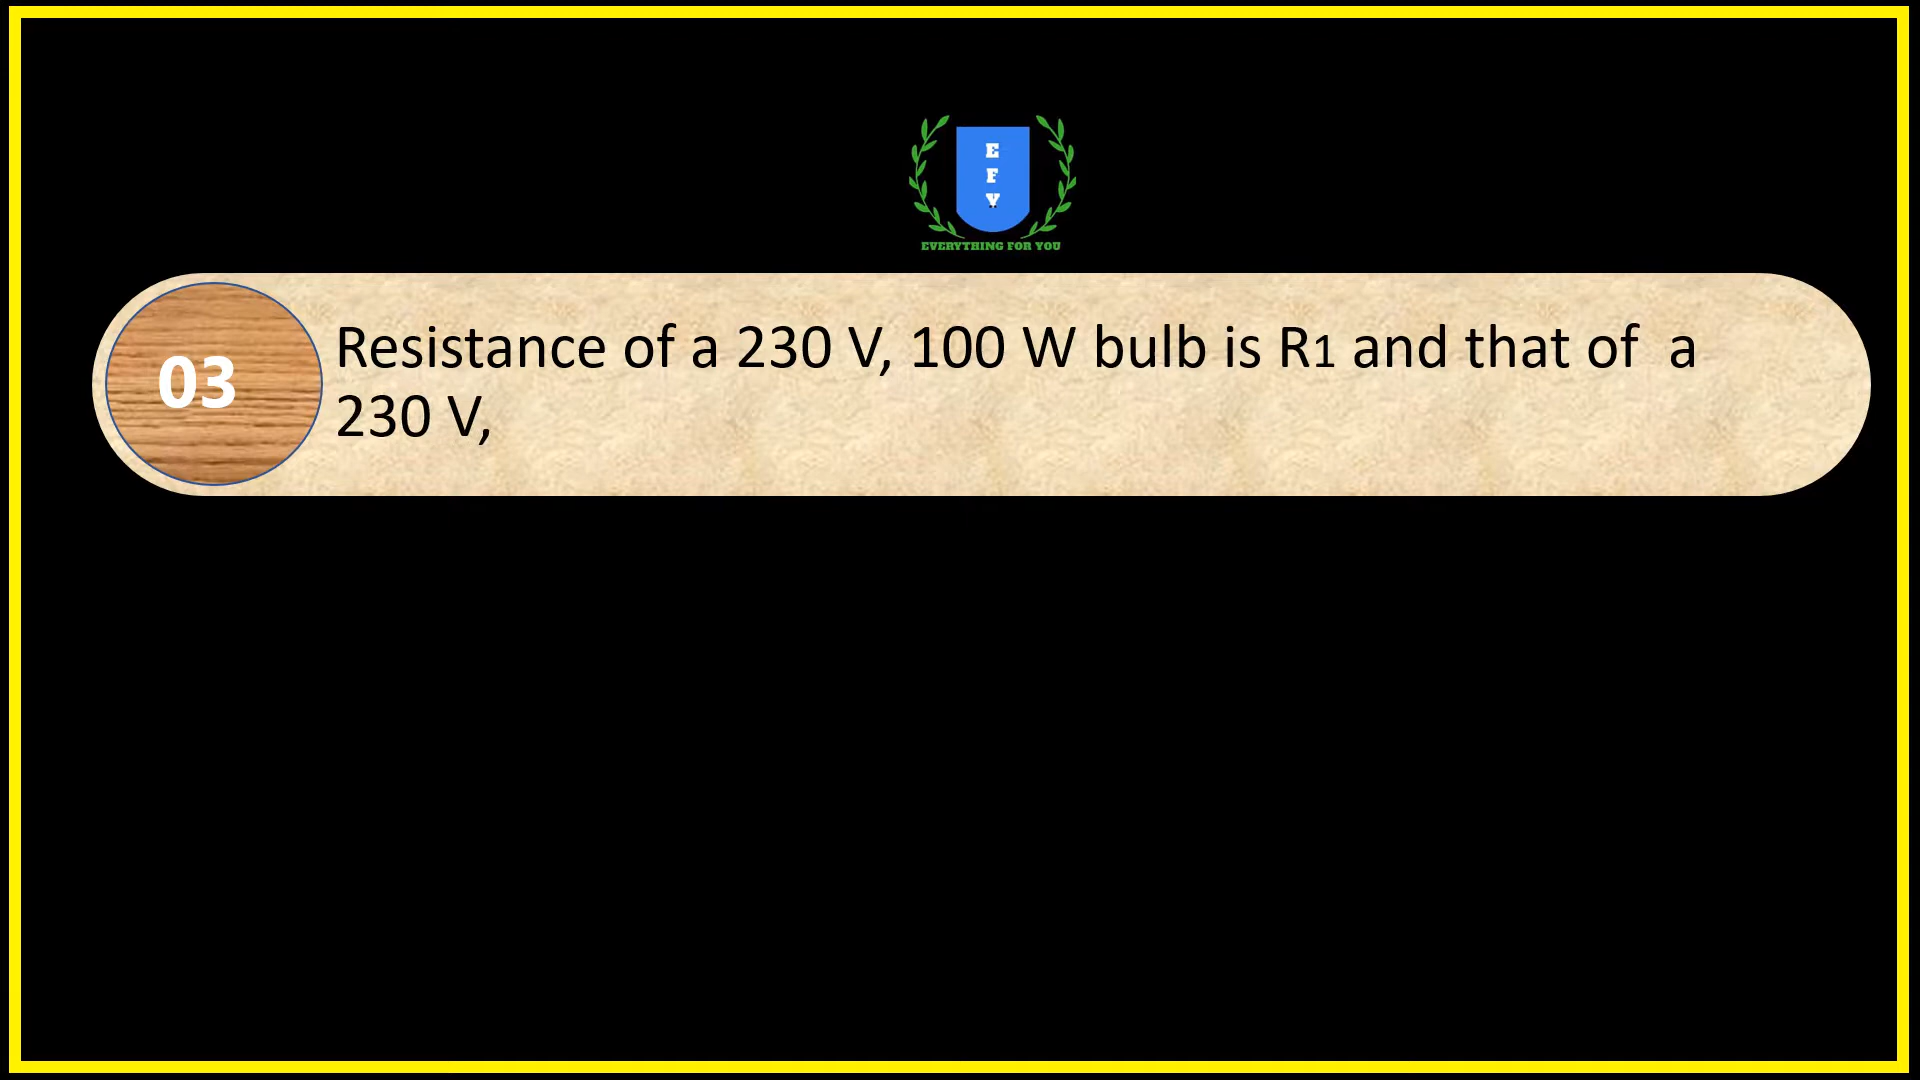 E
F
Y
EVERYTHING FOR YOU
03
Resistance of a 230 V, 100 W bulb is R1 and that of a
230 V,